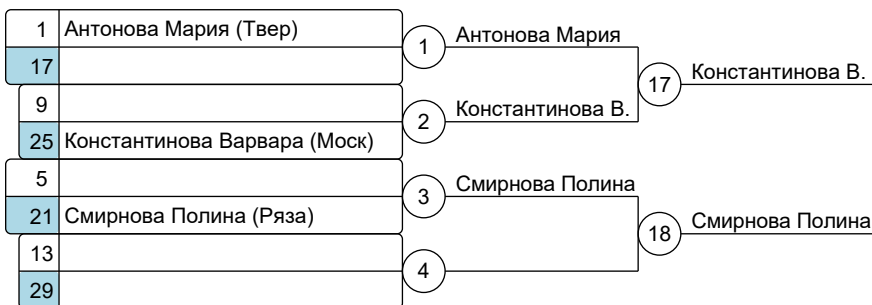 1 Антонова Мария (Твер)
17
9
25 Константинова Варвара (Моск)
5
21 Смирнова Полина (Ряза)
13
29
1 Антонова Мария
2 Константинова В.
3 Смирнова Полина
4
17 Константинова В.
18 Смирнова Полина